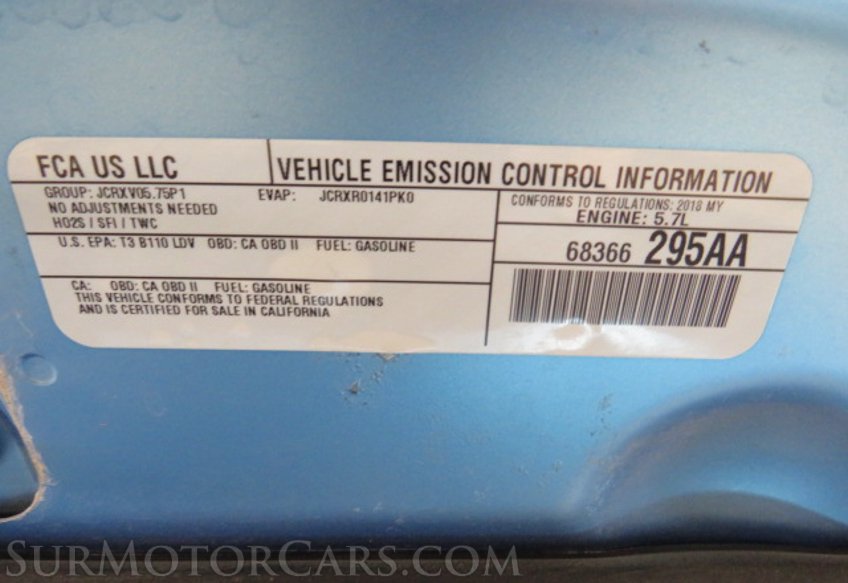 FCA US LLC
VEHICLE EMISSION CONTROL INFORMATION
GROUP: JCRXV05.75P1 EVAP: JCRXR0141PK0
NO ADJUSTMENTS NEEDED
HO2S / SFI / TWC
CONFORMS TO REGULATIONS: 2018 MY
ENGINE: 5.7L
U.S. EPA: T3 B110 LDV OBD: CA OBD II FUEL: GASOLINE
68366 295AA
CA: OBD: CA OBD II FUEL: GASOLINE
THIS VEHICLE CONFORMS TO FEDERAL REGULATIONS
AND IS CERTIFIED FOR SALE IN CALIFORNIA
SURMOTORCARS.COM